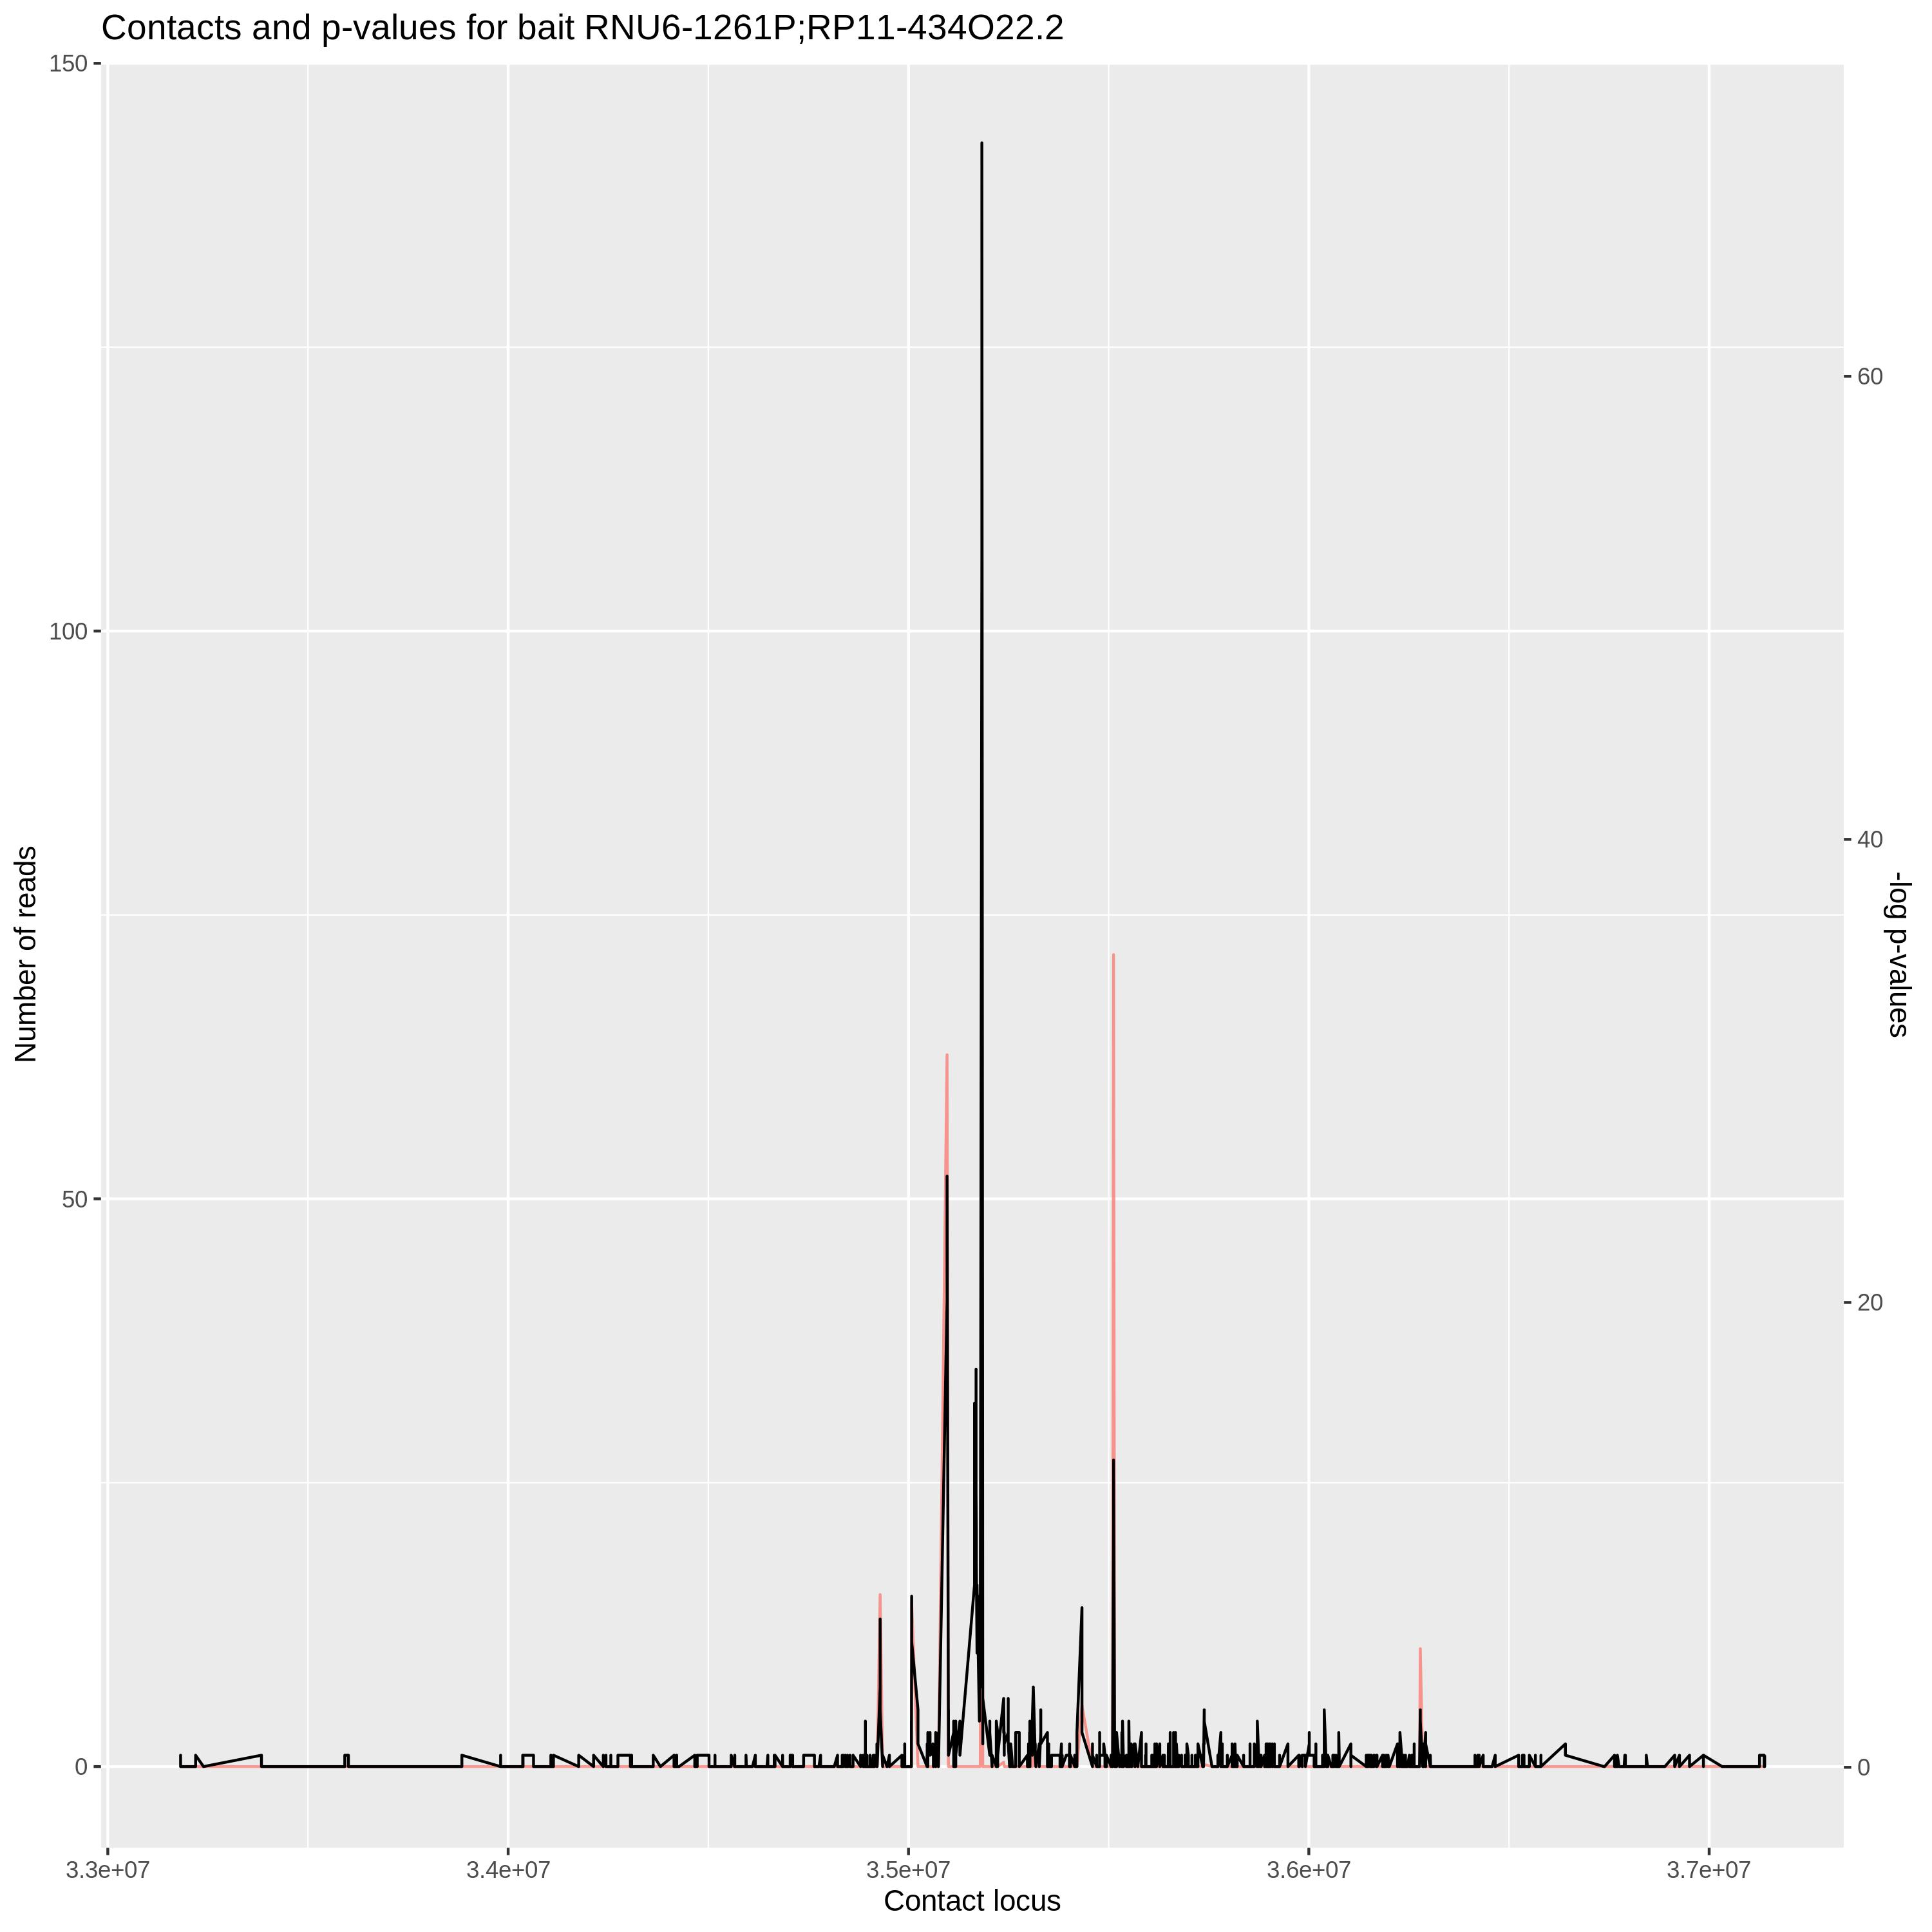 Contacts and p-values for bait RNU6-1261P;RP11-434O22.2
150
100
50
0
Number of reads
60
40
20
0
-log p-values
3.3e+07 3.4e+07 3.5e+07 3.6e+07 3.7e+07
Contact locus